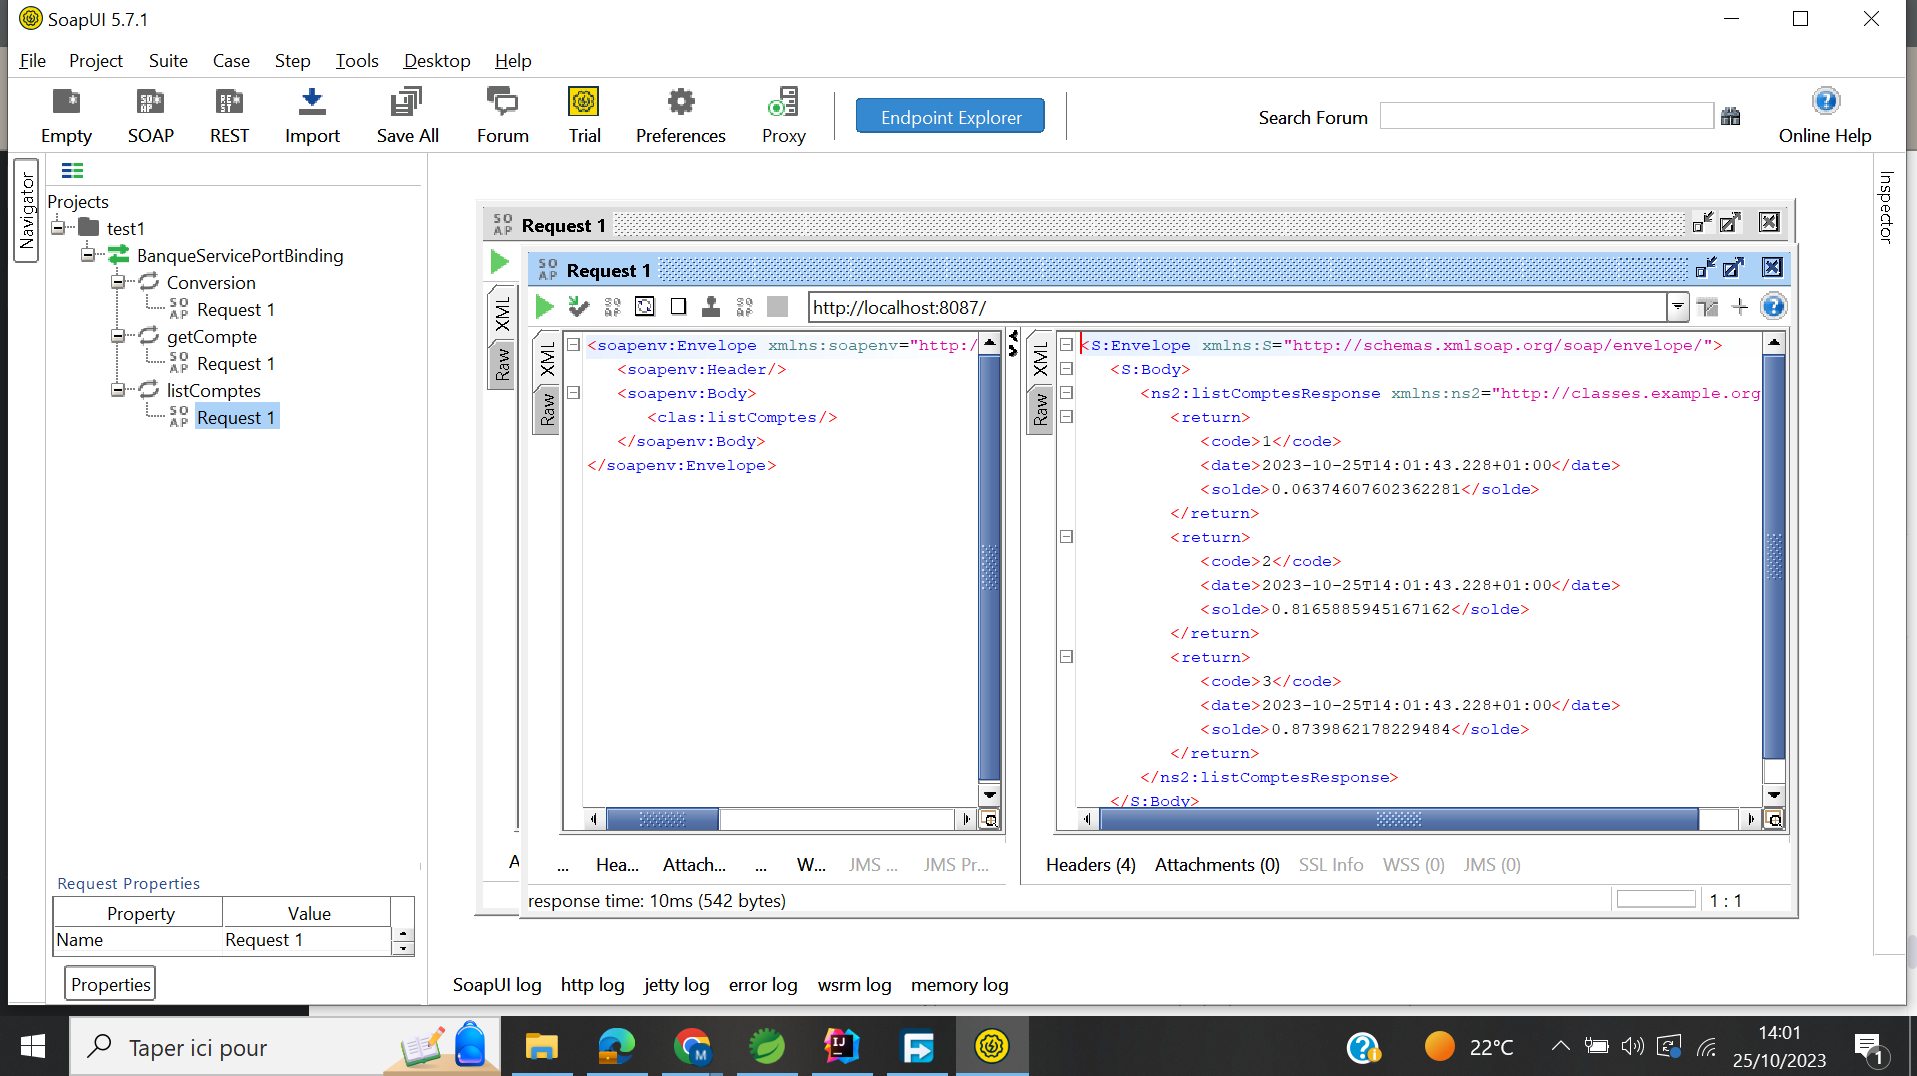 SoapUI 5.7.1
File Project Suite Case Step Tools Desktop Help
Empty SOAP REST Import Save All Forum Trial Preferences Proxy
Endpoint Explorer
Search Forum
Online Help
Navigator
Projects
test1
BanqueServicePortBinding
Conversion
SOAP Request 1
getCompte
SOAP Request 1
listComptes
SOAP Request 1
Request Properties
Property Value
Name Request 1
Properties
SOAP Request 1
XML
Raw
A
SOAP Request 1
http://localhost:8087/
XML
Raw
<soapenv:Envelope xmlns:soapenv="http:/
<soapenv:Header/>
<soapenv:Body>
<clas:listComptes/>
</soapenv:Body>
</soapenv:Envelope>
... Hea... Attach... ... W... JMS ... JMS Pr...
XML
Raw
<S:Envelope xmlns:S="http://schemas.xmlsoap.org/soap/envelope/">
<S:Body>
<ns2:listComptesResponse xmlns:ns2="http://classes.example.org
<return>
<code>1</code>
<date>2023-10-25T14:01:43.228+01:00</date>
<solde>0.06374607602362281</solde>
</return>
<return>
<code>2</code>
<date>2023-10-25T14:01:43.228+01:00</date>
<solde>0.8165885945167162</solde>
</return>
<return>
<code>3</code>
<date>2023-10-25T14:01:43.228+01:00</date>
<solde>0.8739862178229484</solde>
</return>
</ns2:listComptesResponse>
</S:Body>
Headers (4) Attachments (0) SSL Info WSS (0) JMS (0)
response time: 10ms (542 bytes)
1 : 1
Inspector
SoapUI log http log jetty log error log wsrm log memory log
Taper ici pour
M
IJ
22°C
14:01
25/10/2023
1